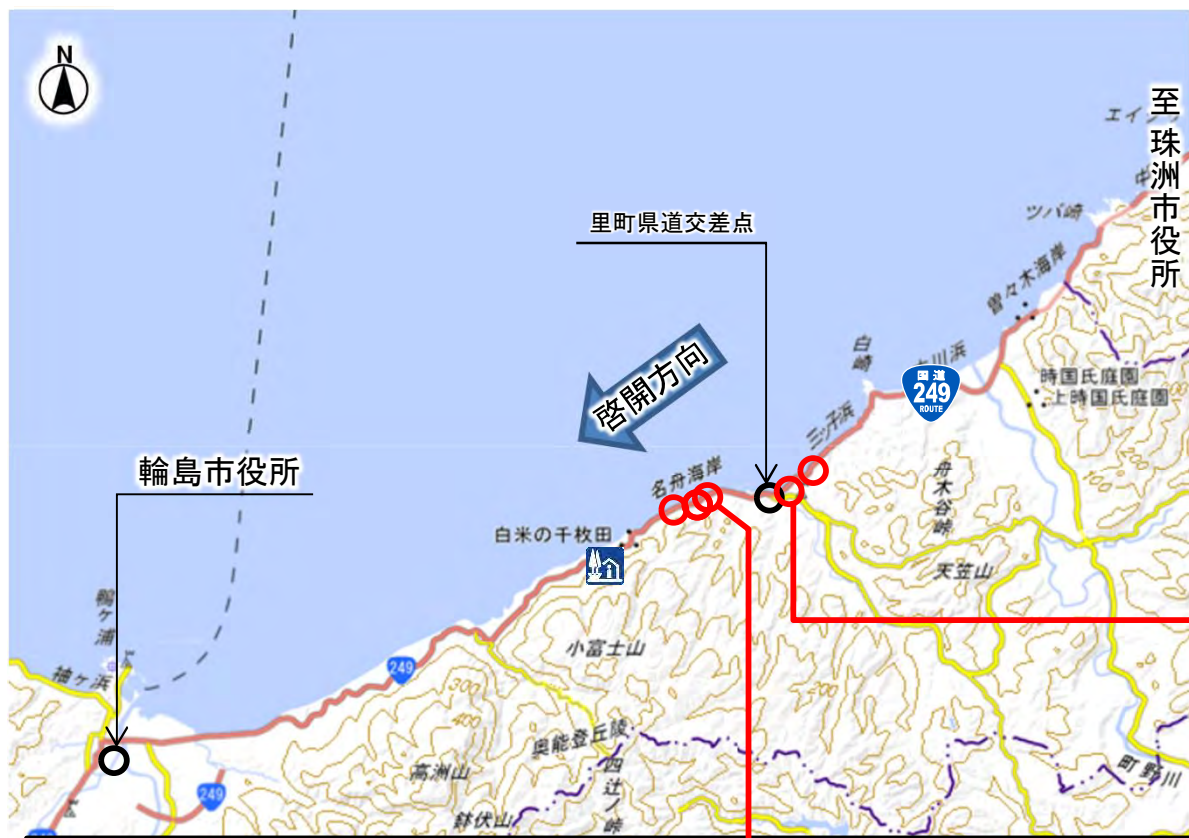 N
至 珠洲市役所
ツバ崎
里町県道交差点
曽々木海岸
白崎
啓開方向
国道
249
ROUTE
時国氏庭園
上時国氏庭園
三ッ子浜
輪島市役所
名舟海岸
舟木谷峠
白米の千枚田
天笠山
鴨ヶ浦
小富士山
袖ヶ浜
249
300
400
奥能登丘陵
高洲山
四辻ノ峠
町野川
249
鉢伏山